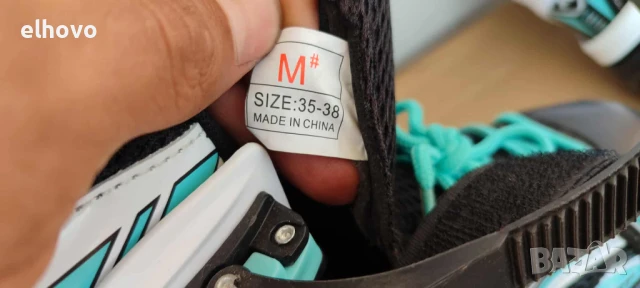 elhovo
M#
SIZE:35-38
MADE IN CHINA
BAZAR